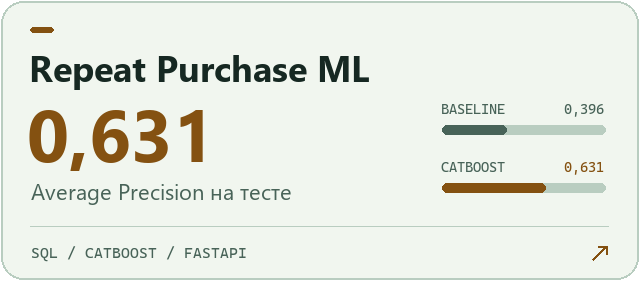 Repeat Purchase ML
0,631
Average Precision на тесте
BASELINE 0,396
CATBOOST 0,631
SQL / CATBOOST / FASTAPI